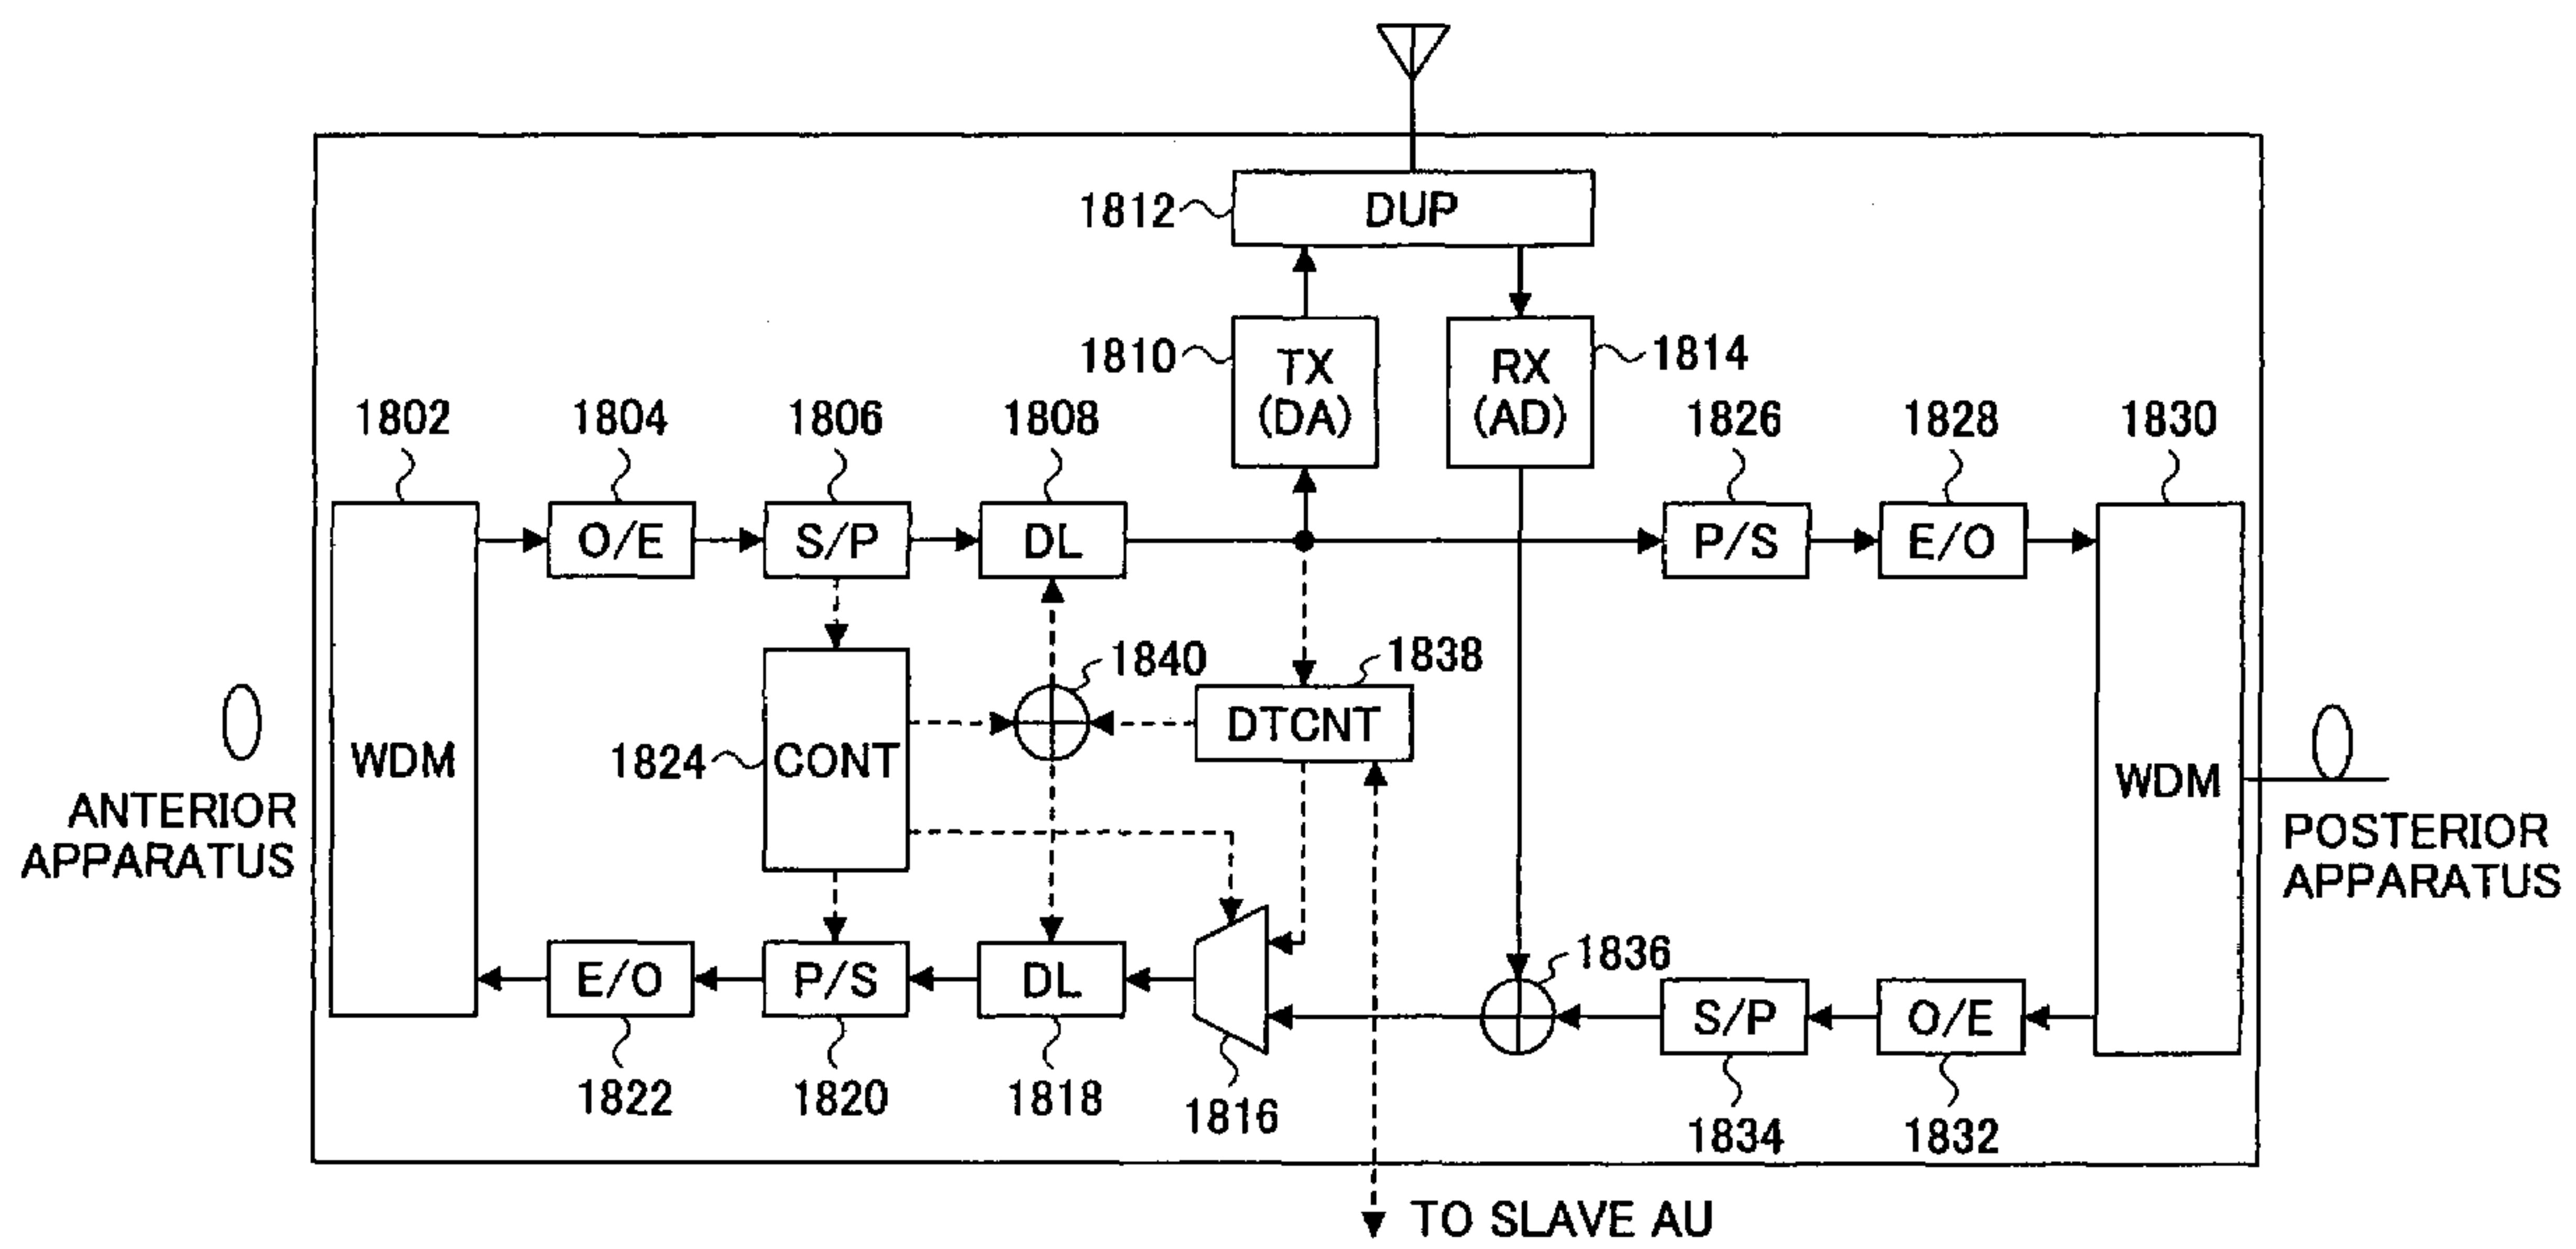 1812
DUP
1810
TX
(DA)
RX
(AD)
1814
1802
1804
1806
1808
1826
1828
1830
O/E
S/P
DL
P/S
E/O
1840
1838
DTCNT
1824
CONT
WDM
WDM
ANTERIOR
APPARATUS
POSTERIOR
APPARATUS
1836
E/O
P/S
DL
S/P
O/E
1822
1820
1818
1816
1834
1832
TO SLAVE AU